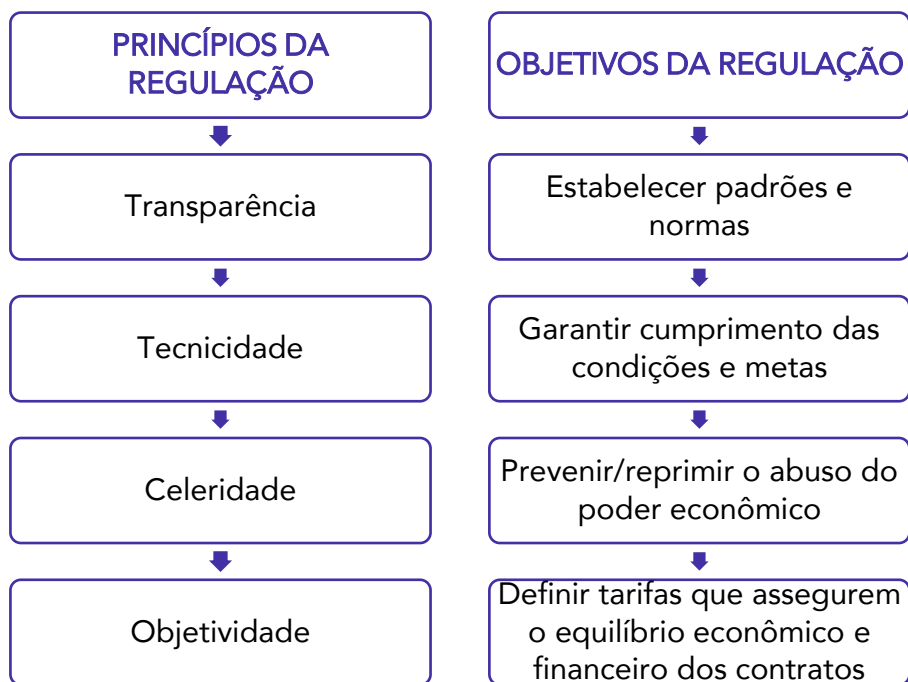 PRINCÍPIOS DA
REGULAÇÃO
Transparência
Tecnicidade
Celeridade
Objetividade
OBJETIVOS DA REGULAÇÃO
Estabelecer padrões e
normas
Garantir cumprimento das
condições e metas
Prevenir/reprimir o abuso do
poder econômico
Definir tarifas que assegurem
o equilíbrio econômico e
financeiro dos contratos